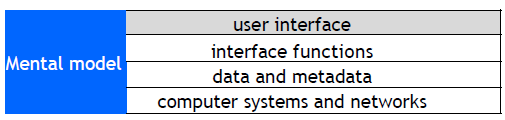 user interface
interface functions
Mental model
data and metadata
computer systems and networks